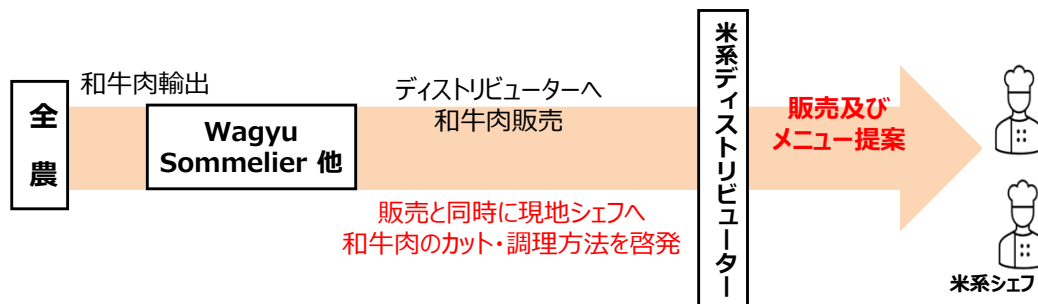 全農
和牛肉輸出
Wagyu
Sommelier 他
ディストリビューターへ
和牛肉販売
販売と同時に現地シェフへ
和牛肉のカット・調理方法を啓発
米系ディストリビューター
販売及び
メニュー提案
米系シェフ